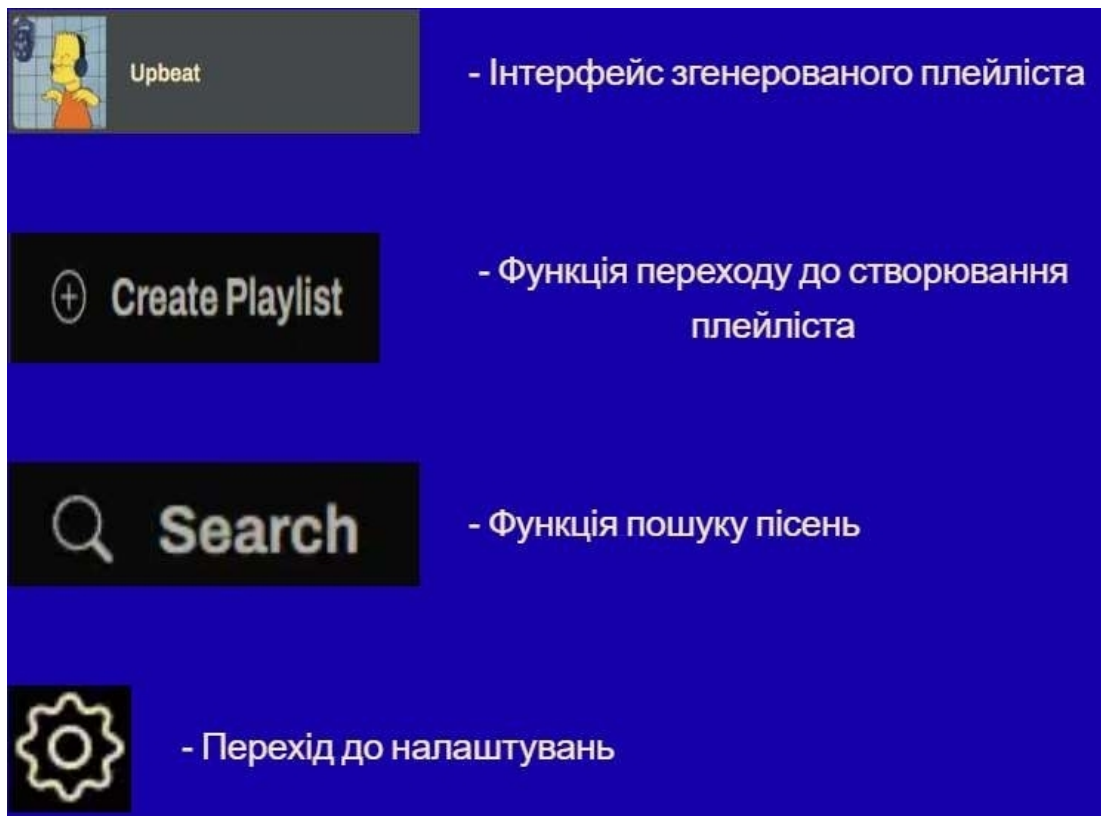 Upbeat
- Інтерфейс згенерованого плейліста
Create Playlist
- Функція переходу до створювання
плейліста
Search
- Функція пошуку пісень
- Перехід до налаштувань